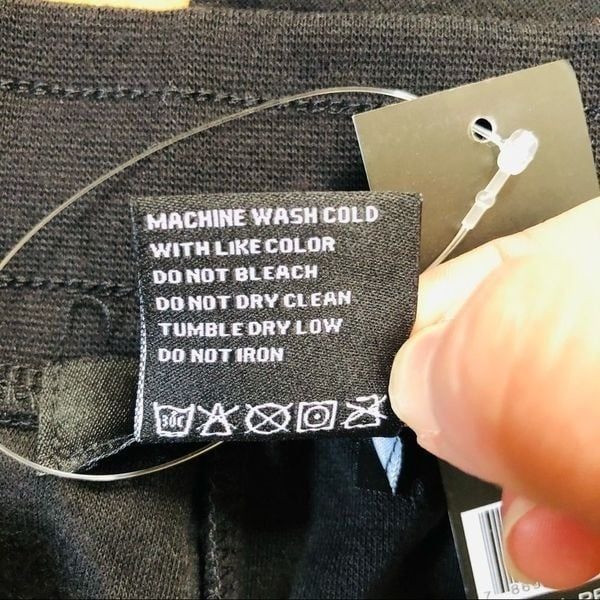 MACHINE WASH COLD
WITH LIKE COLOR
DO NOT BLEACH
DO NOT DRY CLEAN
TUMBLE DRY LOW
DO NOT IRON
30C